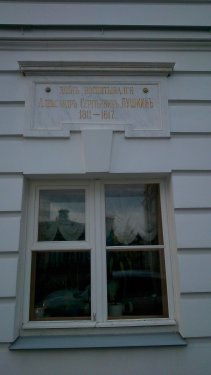 ЗДѢСЬ ВОСПИТЫВАЛСЯ
АЛЕКСАНДРЪ СЕРГѢЕВИЧЪ ПУШКИНЪ
1811—1817.